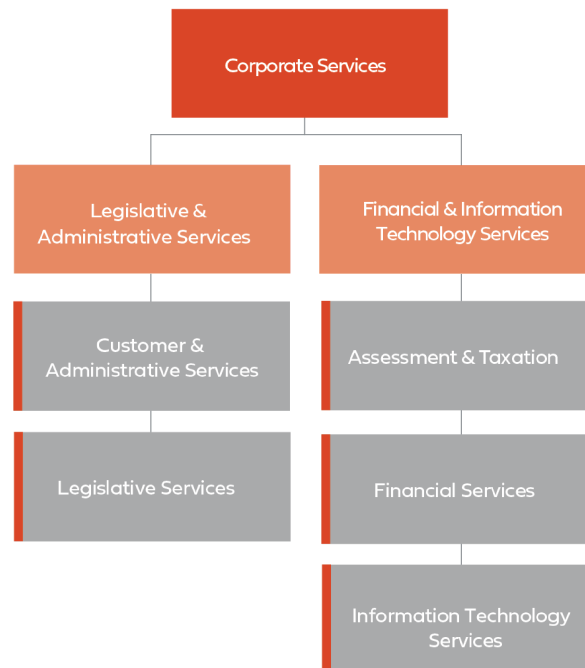 Corporate Services
Legislative &
Administrative Services
Financial & Information
Technology Services
Customer &
Administrative Services
Assessment & Taxation
Legislative Services
Financial Services
Information Technology
Services